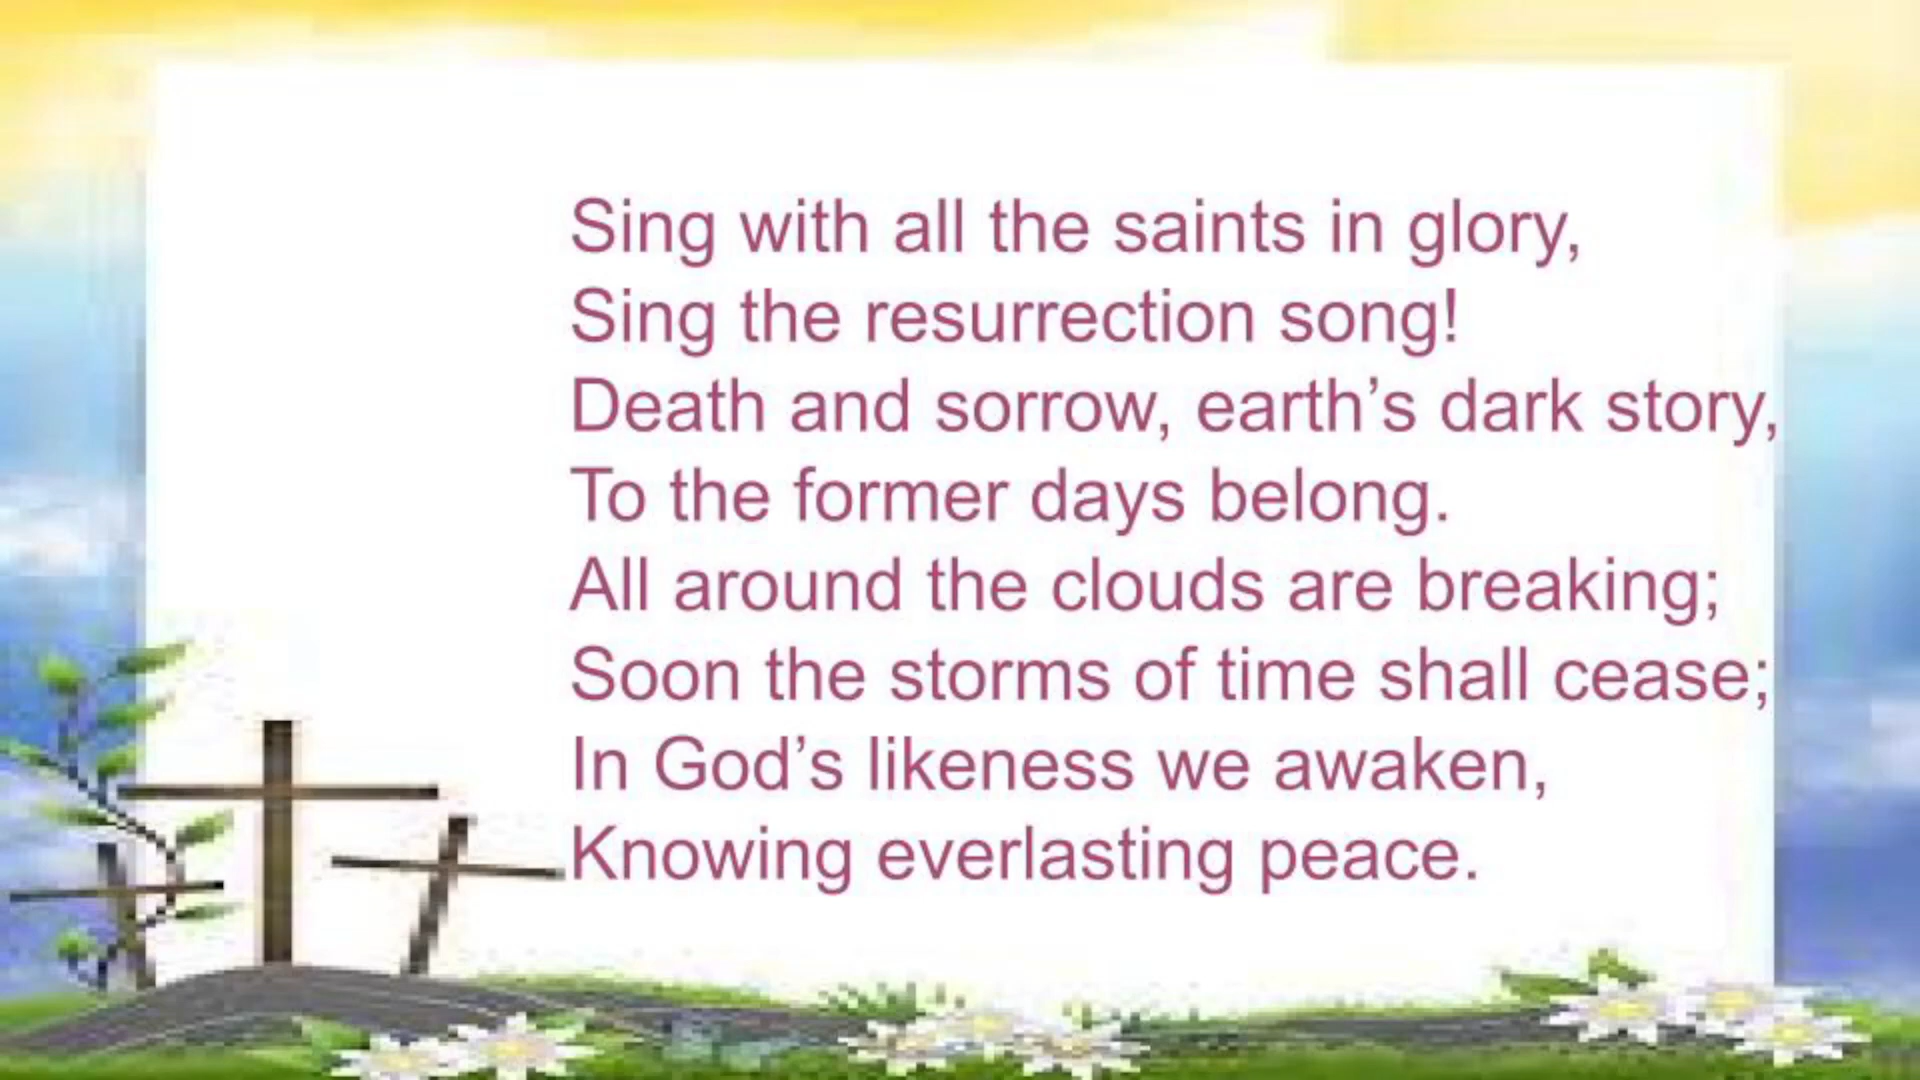 Sing with all the saints in glory,
Sing the resurrection song!
Death and sorrow, earth’s dark story,
To the former days belong.
All around the clouds are breaking;
Soon the storms of time shall cease;
In God’s likeness we awaken,
Knowing everlasting peace.